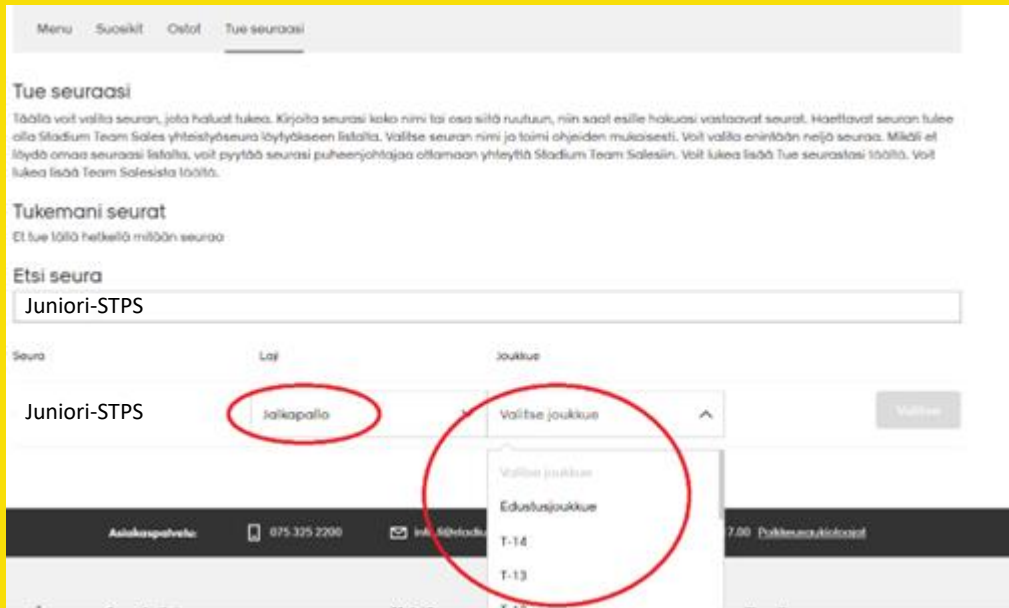 Menu Suosikit Ostot Tue seuraasi
Tue seuraasi
Täällä voit valita seuran, jota haluat tukea. Kirjoita seurasi koko nimi tai osa siitä ruutuun, niin saat esille hakuasi vastaavat seurat. Haettavat seuran tulee
olla Stadium Team Sales yhteistyöseura löytyäkseen listalta. Valitse seuran nimi ja toimi ohjeiden mukaisesti. Voit valita enintään neljä seuraa. Mikäli et
löydä omaa seuraasi listalta, voit pyytää seurasi puheenjohtajaa ottamaan yhteyttä Stadium Team Salesiin. Voit lukea lisää Tue seurastasi täältä. Voit
lukea lisää Team Salesista täältä.
Tukemani seurat
Et tue tällä hetkellä mitään seuraa
Etsi seura
Juniori-STPS
Seura Laji Joukkue
Juniori-STPS Jalkapallo Valitse joukkue Valitse
Valitse joukkue
Edustusjoukkue
Asiakaspalvelu: 075 325 2200 7.00 Poikkeusaukioloajat
T-14
T-13